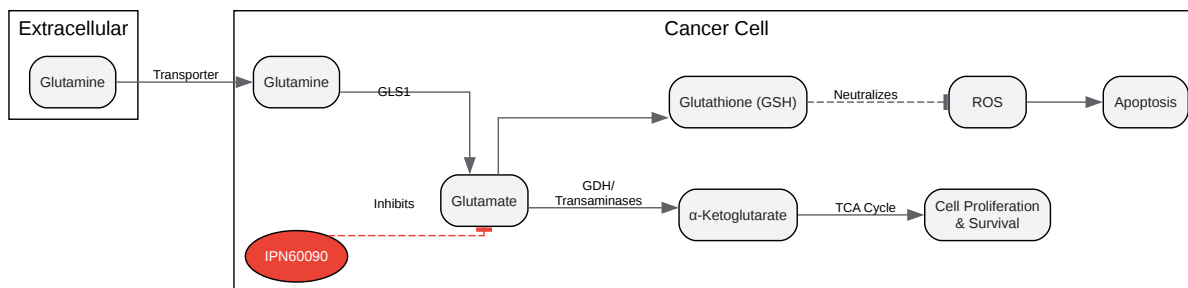 Extracellular
Cancer Cell
Glutamine
Transporter
Glutamine
GLS1
Glutathione (GSH)
Neutralizes
ROS
Apoptosis
Inhibits
Glutamate
GDH/
Transaminases
α-Ketoglutarate
TCA Cycle
Cell Proliferation
& Survival
IPN60090